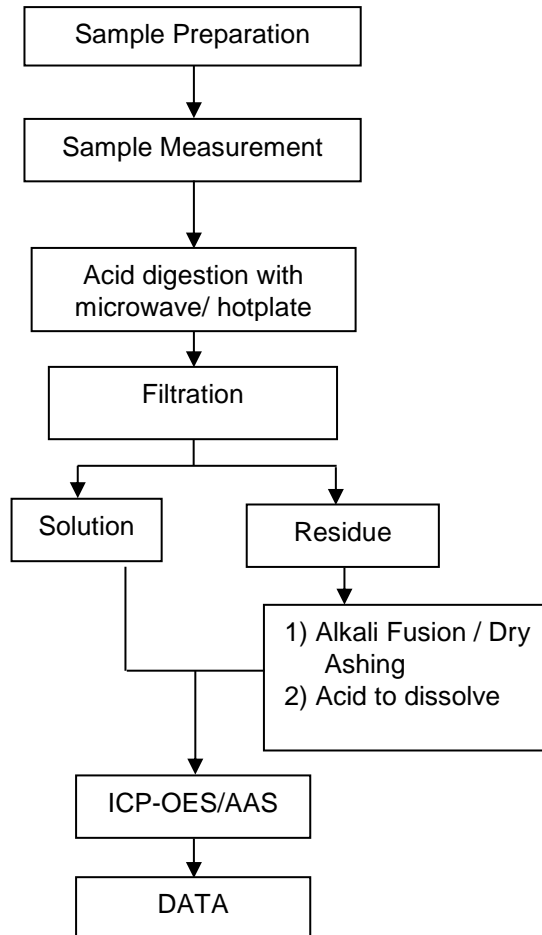 Sample Preparation
Sample Measurement
Acid digestion with
microwave/ hotplate
Filtration
Solution
Residue
1) Alkali Fusion / Dry
Ashing
2) Acid to dissolve
ICP-OES/AAS
DATA